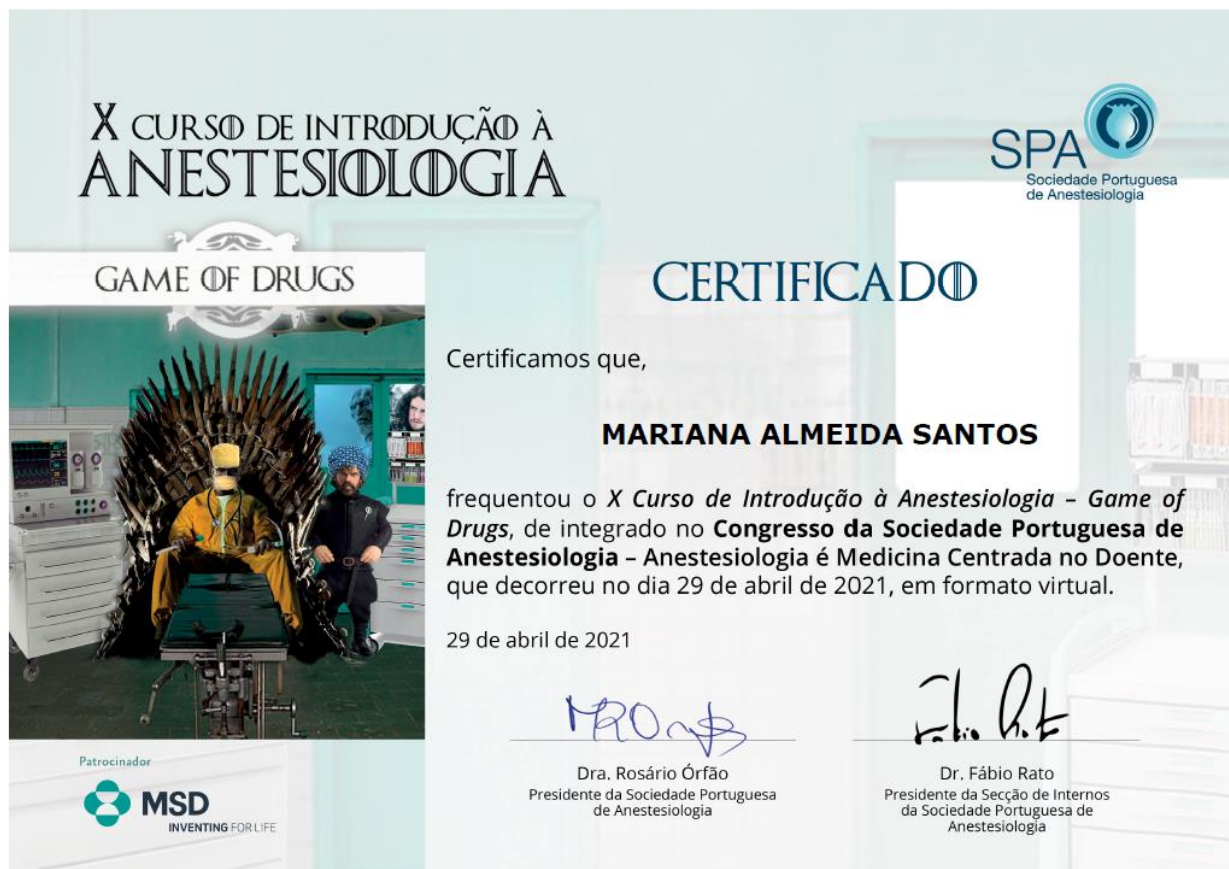 X CURSO DE INTRODUÇÃO À
ANESTESIOLOGIA
SPA
Sociedade Portuguesa
de Anestesiologia
GAME OF DRUGS
CERTIFICADO
Certificamos que,
MARIANA ALMEIDA SANTOS
frequentou o X Curso de Introdução à Anestesiologia – Game of
Drugs, de integrado no Congresso da Sociedade Portuguesa de
Anestesiologia – Anestesiologia é Medicina Centrada no Doente,
que decorreu no dia 29 de abril de 2021, em formato virtual.
29 de abril de 2021
Dra. Rosário Órfão
Presidente da Sociedade Portuguesa
de Anestesiologia
Dr. Fábio Rato
Presidente da Secção de Internos
da Sociedade Portuguesa de
Anestesiologia
Patrocinador
MSD
INVENTING FOR LIFE